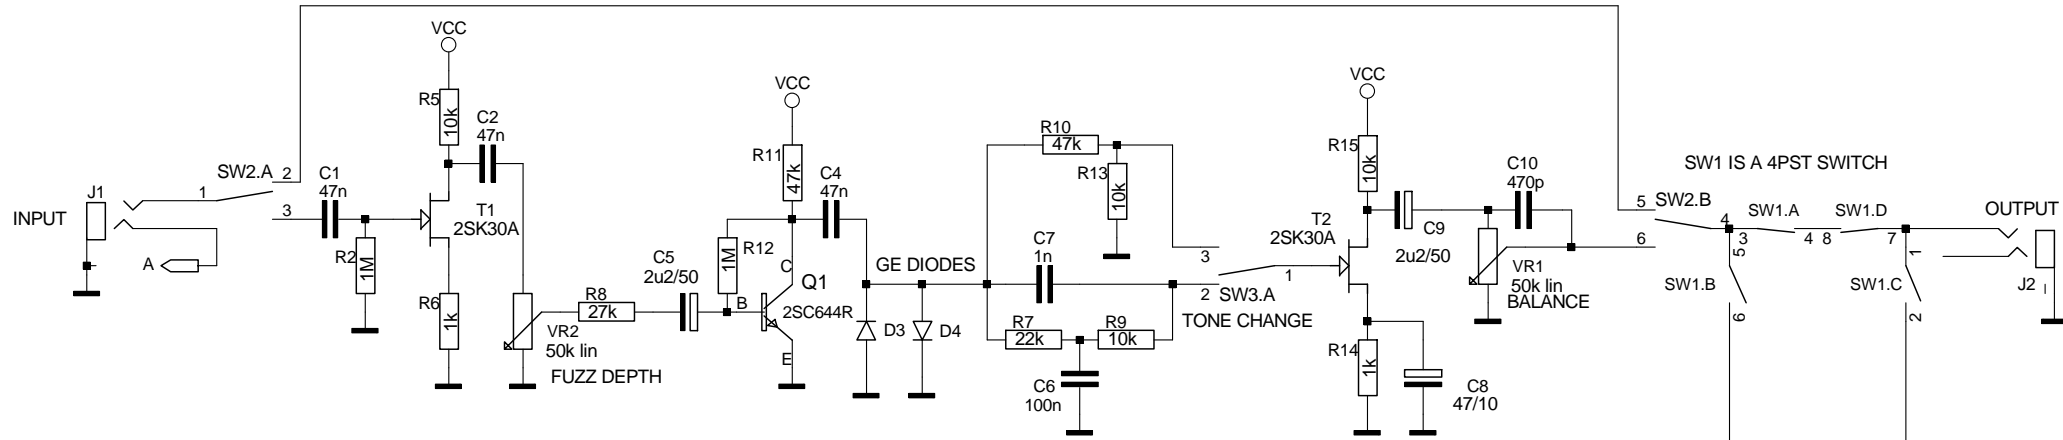 INPUT
J1
1
SW2.A
2
3
A
C1
47n
R2
1M
VCC
R5
10k
C2
47n
T1
2SK30A
R6
1k
VR2
50k lin
FUZZ DEPTH
R8
27k
C5
2u2/50
VCC
R11
47k
R12
1M
C4
47n
C
B
E
Q1
2SC644R
GE DIODES
D3
D4
R10
47k
R13
10k
C7
1n
R7
22k
R9
10k
C6
100n
3
2
1
SW3.A
TONE CHANGE
VCC
R15
10k
T2
2SK30A
R14
1k
C8
47/10
C9
2u2/50
C10
470p
VR1
50k lin
BALANCE
SW1 IS A 4PST SWITCH
5
SW2.B
6
4
3
SW1.A
4
8
SW1.D
7
5
SW1.B
6
1
SW1.C
2
OUTPUT
J2